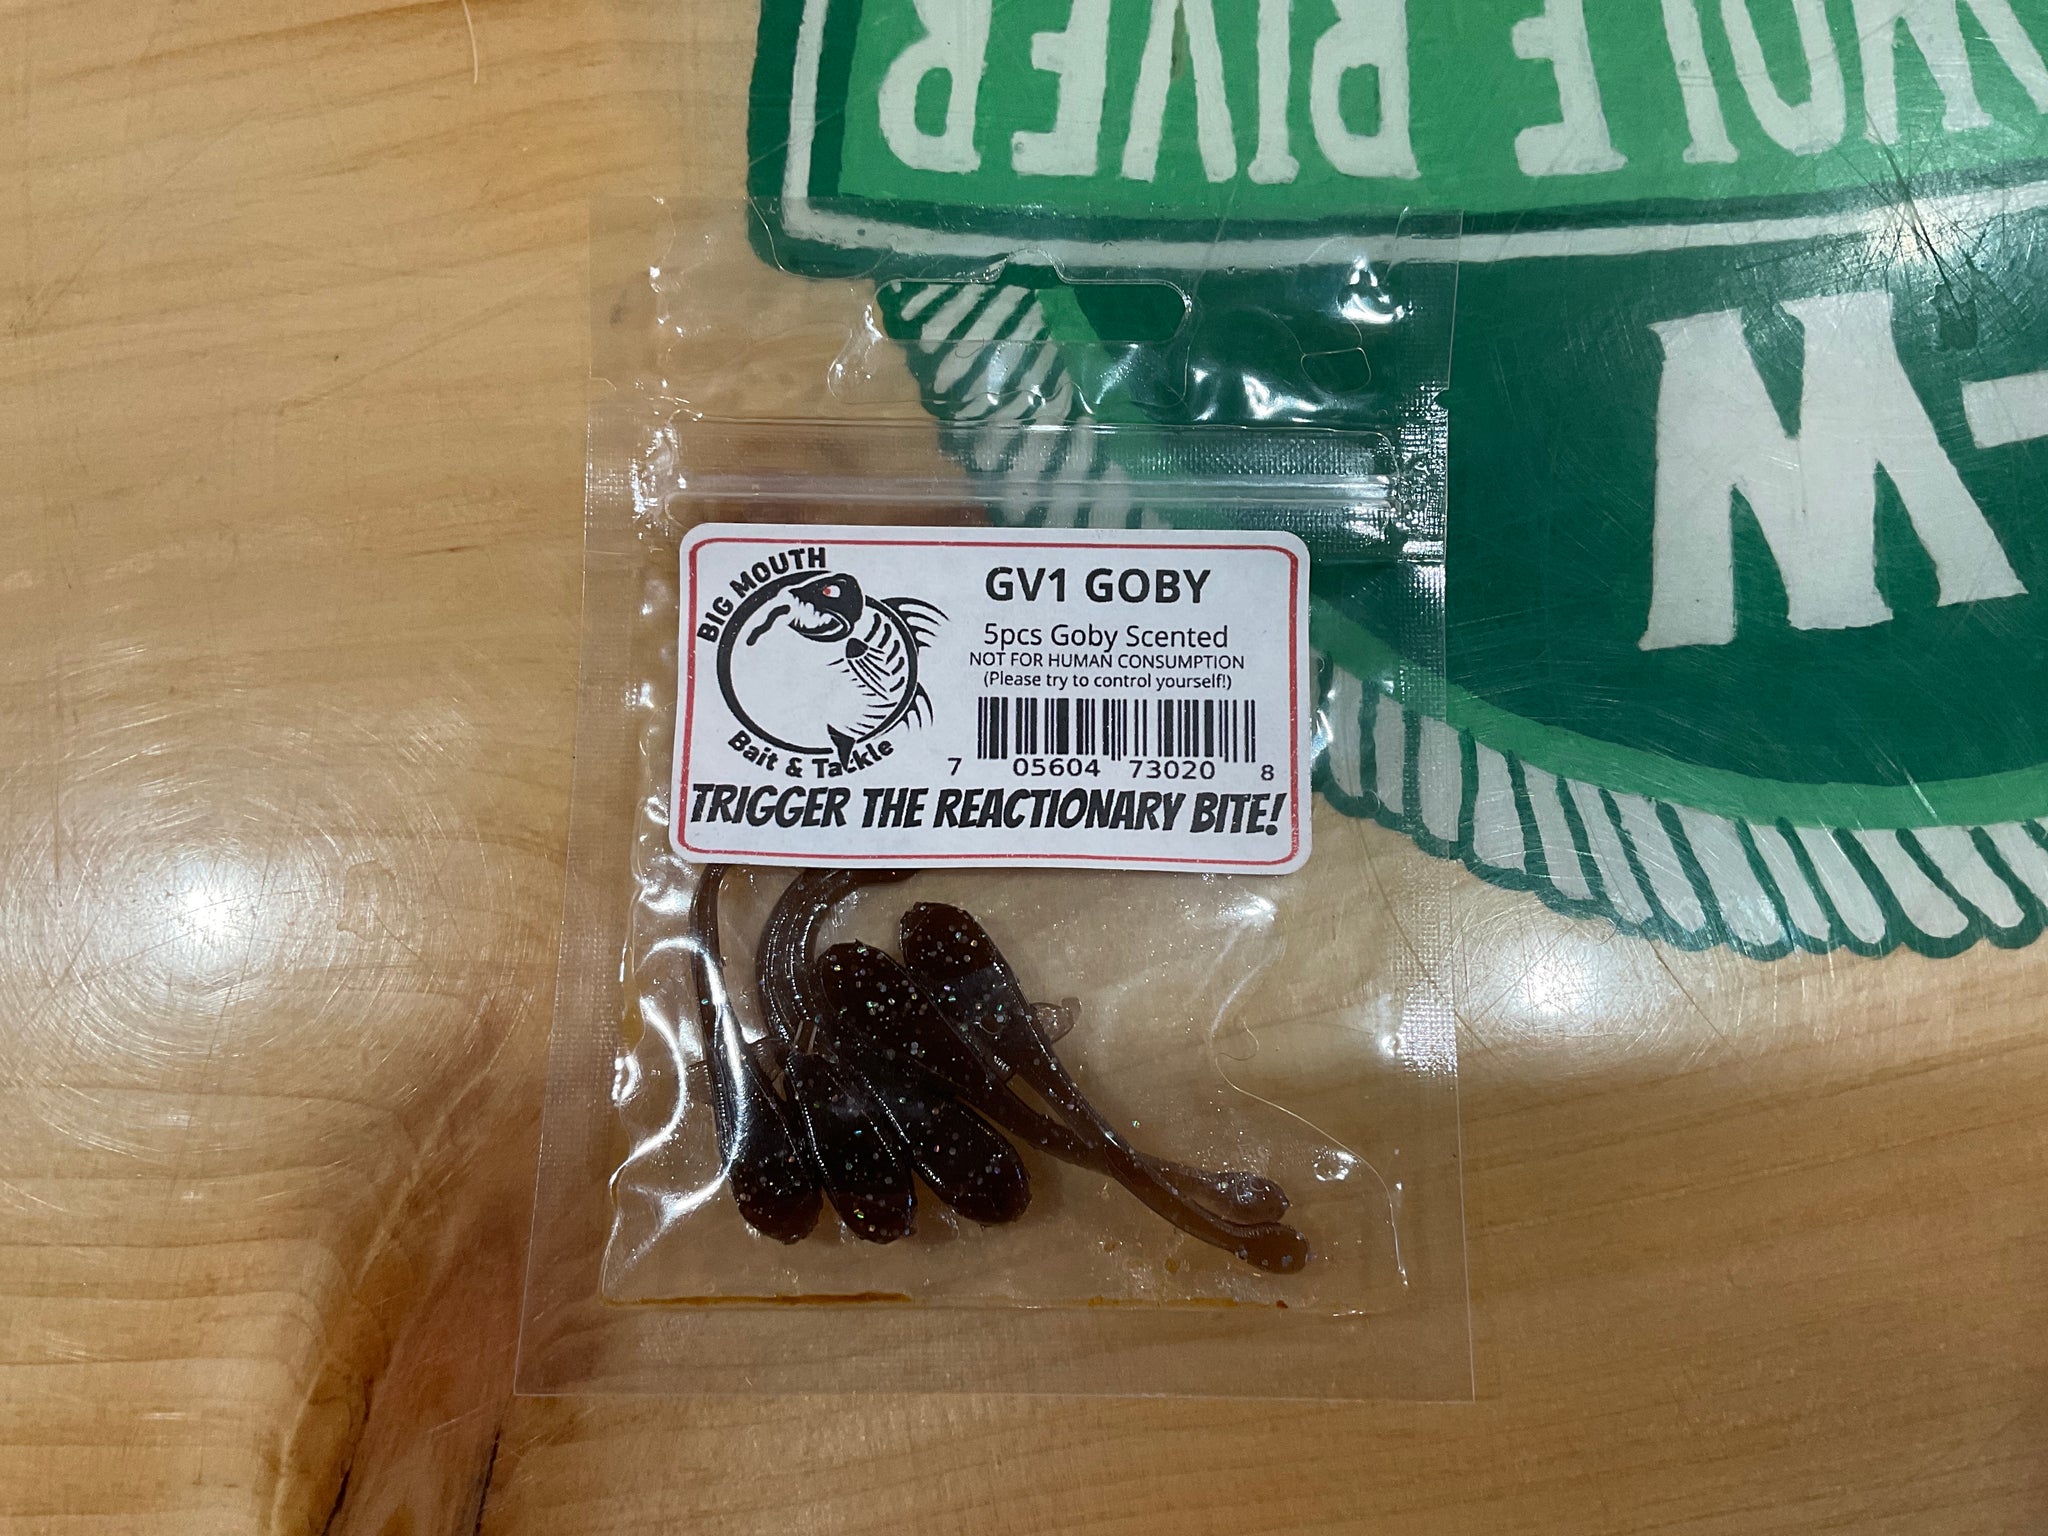 RIVER
BIG MOUTH
Bait & Tackle
GV1 GOBY
5pcs Goby Scented
NOT FOR HUMAN CONSUMPTION
(Please try to control yourself!)
7 05604 73020 8
TRIGGER THE REACTIONARY BITE!